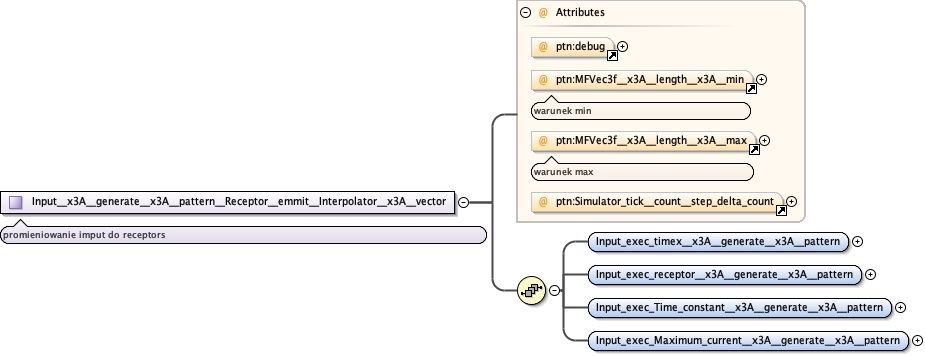 @ Attributes
@ ptn:debug
@ ptn:MFVec3f__x3A__length__x3A__min
warunek min
@ ptn:MFVec3f__x3A__length__x3A__max
warunek max
@ ptn:Simulator_tick__count__step_delta_count
Input__x3A__generate__x3A__pattern__Receptor__emmit__Interpolator__x3A__vector
promieniowanie imput do receptors
Input_exec_timex__x3A__generate__x3A__pattern
Input_exec_receptor__x3A__generate__x3A__pattern
Input_exec_Time_constant__x3A__generate__x3A__pattern
Input_exec_Maximum_current__x3A__generate__x3A__pattern